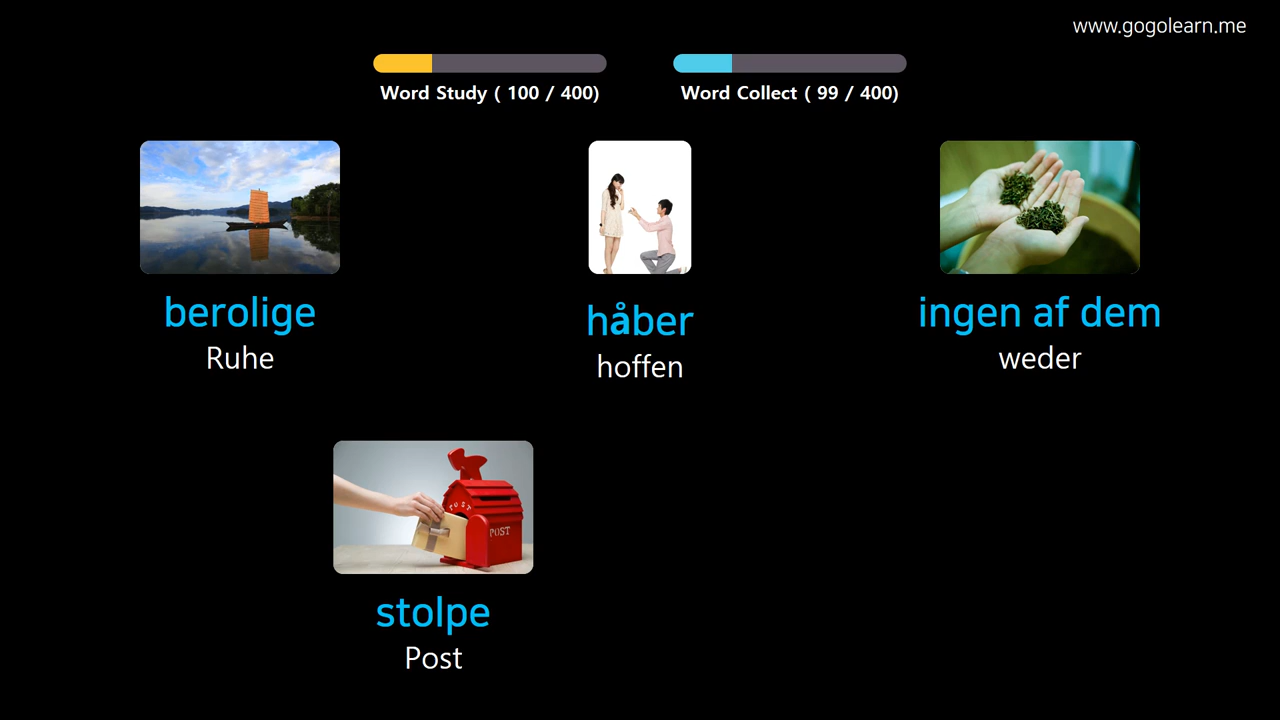 www.gogolearn.me
Word Study ( 100 / 400)
Word Collect ( 99 / 400)
berolige
Ruhe
håber
hoffen
ingen af dem
weder
POST
POST
stolpe
Post